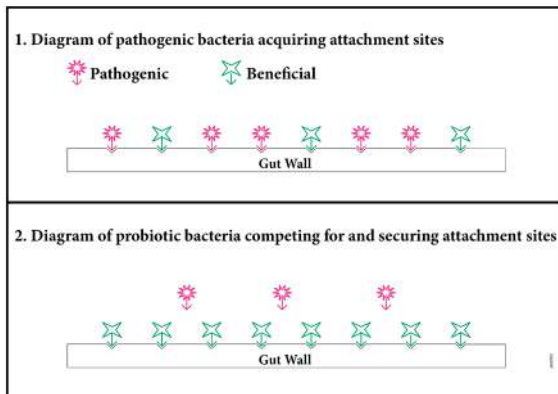 1. Diagram of pathogenic bacteria acquiring attachment sites
Pathogenic
Beneficial
Gut Wall
2. Diagram of probiotic bacteria competing for and securing attachment sites
Gut Wall